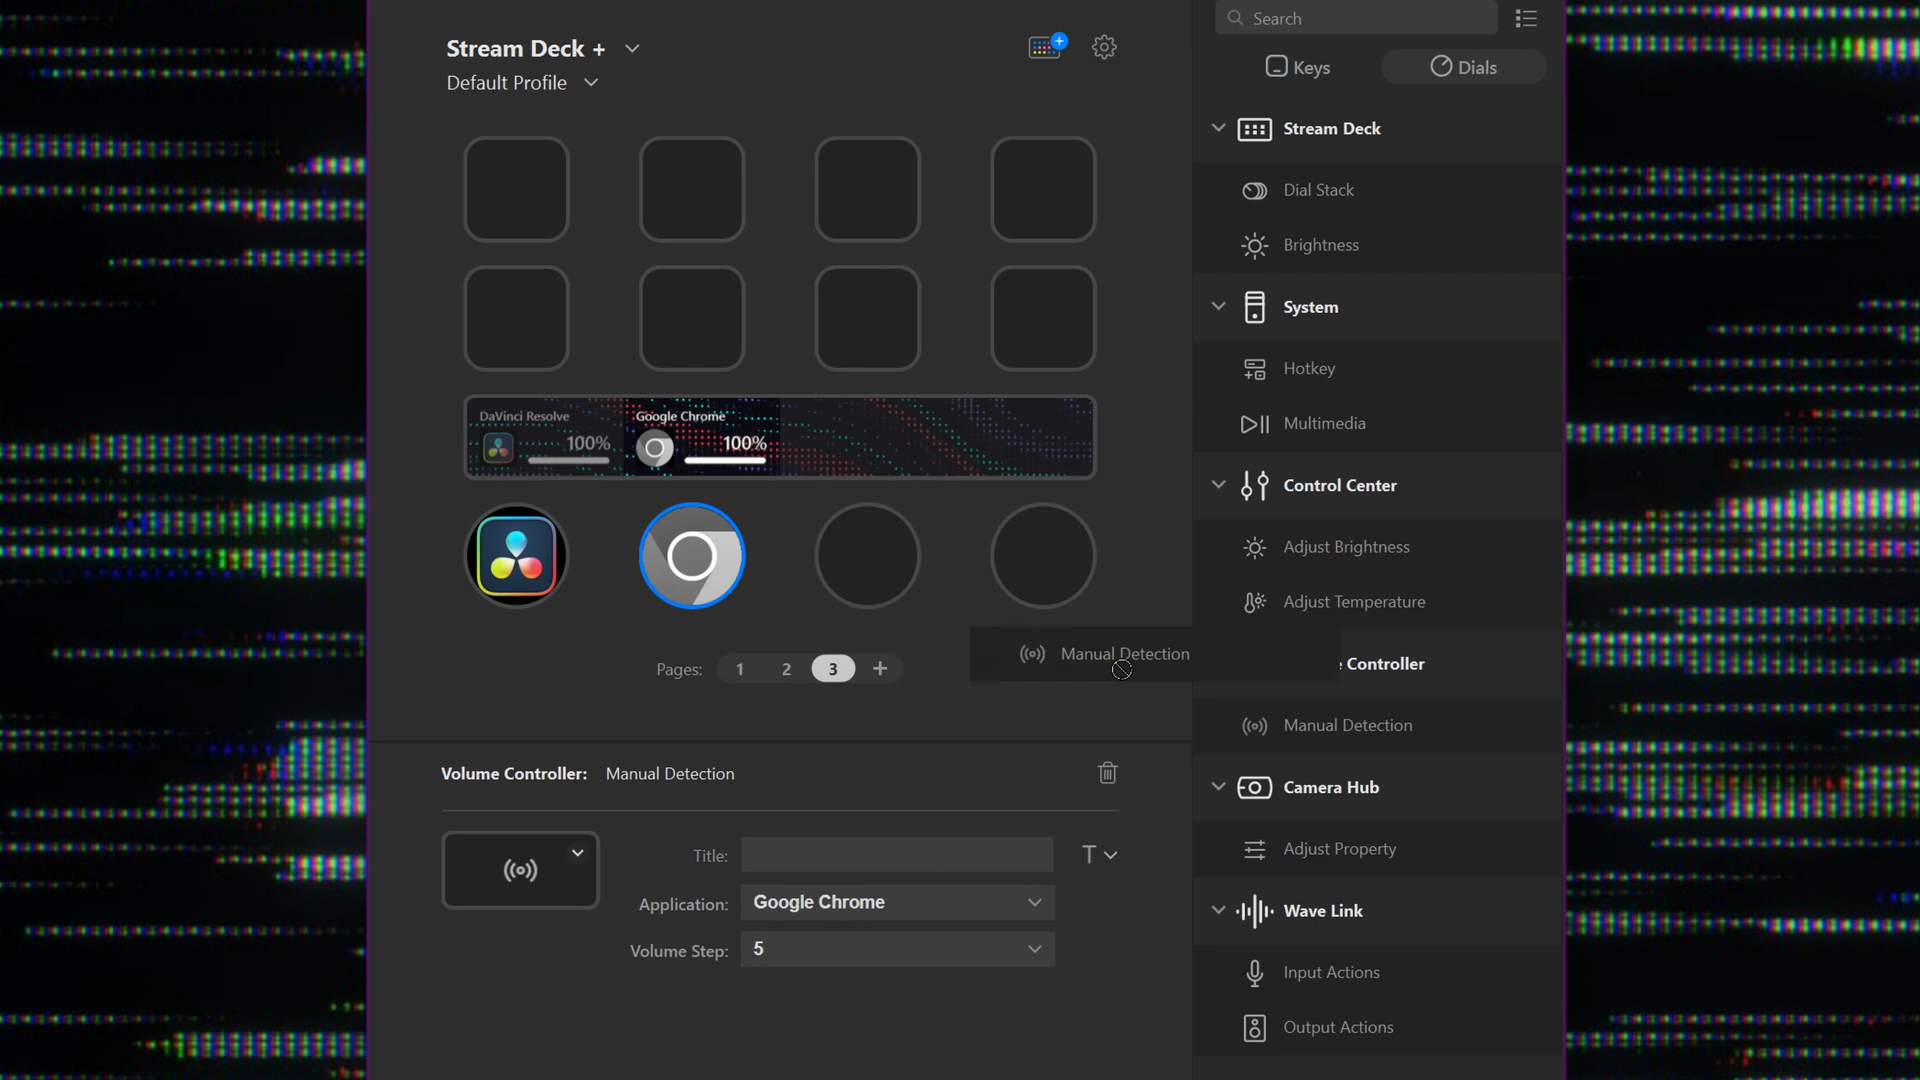 Stream Deck +
Default Profile
DaVinci Resolve
100%
Google Chrome
100%
Pages: 1 2 3 +
Manual Detection
Volume Controller: Manual Detection
Title:
T
Application: Google Chrome
Volume Step: 5
Search
Keys
Dials
Stream Deck
Dial Stack
Brightness
System
Hotkey
Multimedia
Control Center
Adjust Brightness
Adjust Temperature
Controller
Manual Detection
Camera Hub
Adjust Property
Wave Link
Input Actions
Output Actions